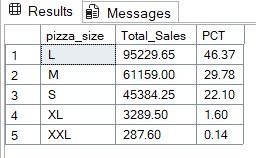 Results Messages
pizza_size Total_Sales PCT
1 L 95229.65 46.37
2 M 61159.00 29.78
3 S 45384.25 22.10
4 XL 3289.50 1.60
5 XXL 287.60 0.14